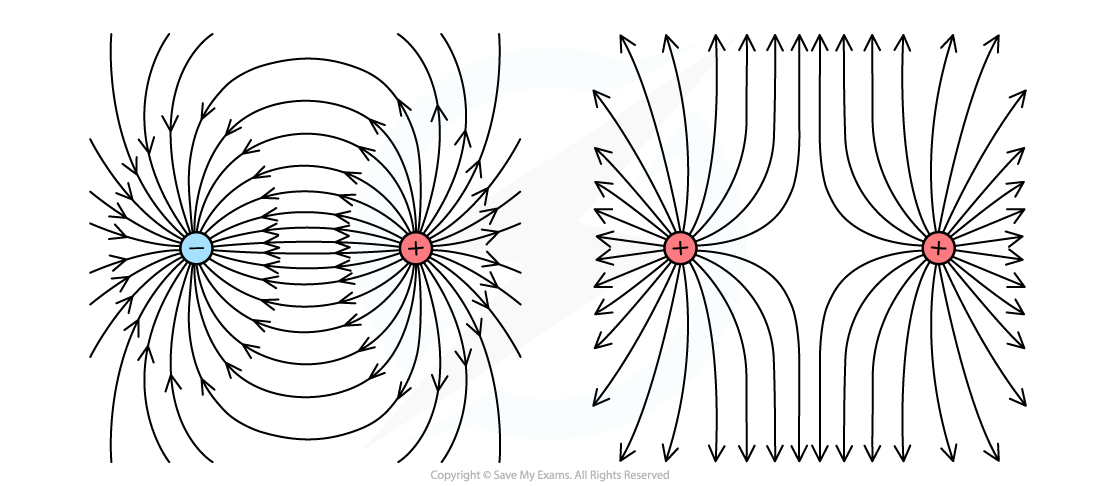 − + + +
Copyright © Save My Exams. All Rights Reserved